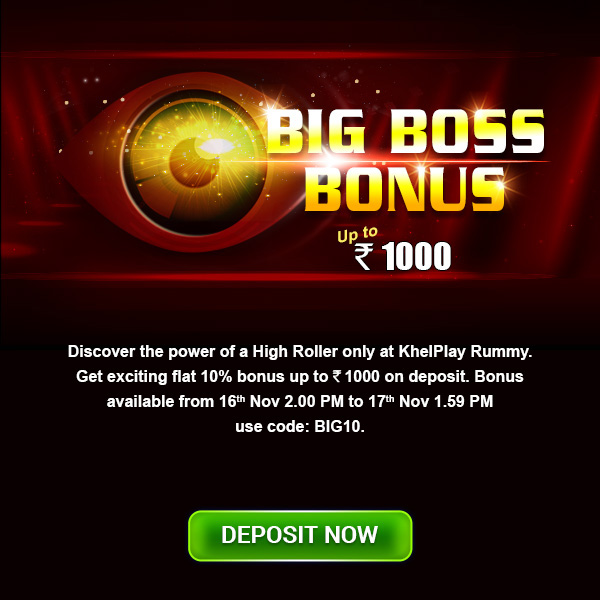 BIG BOSS
BONUS
Up to
₹ 1000
Discover the power of a High Roller only at KhelPlay Rummy.
Get exciting flat 10% bonus up to ₹ 1000 on deposit. Bonus
available from 16th Nov 2.00 PM to 17th Nov 1.59 PM
use code: BIG10.
DEPOSIT NOW